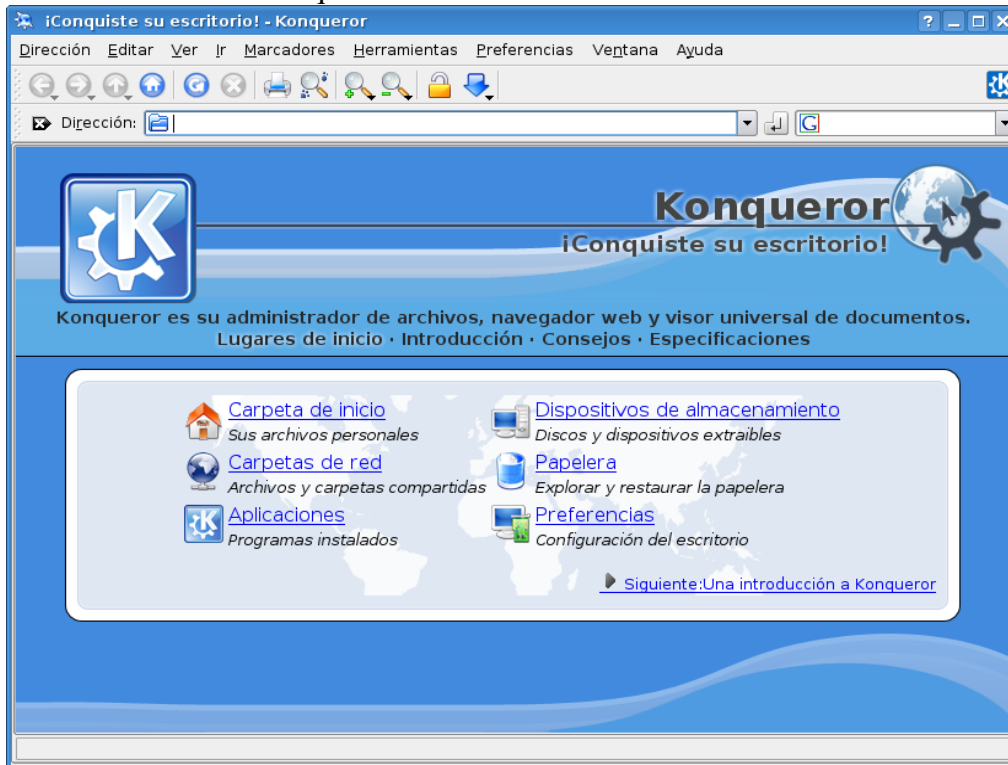 ¡Conquiste su escritorio! - Konqueror
Dirección Editar Ver Ir Marcadores Herramientas Preferencias Ventana Ayuda
Dirección:
Konqueror
¡Conquiste su escritorio!
Konqueror es su administrador de archivos, navegador web y visor universal de documentos.
Lugares de inicio · Introducción · Consejos · Especificaciones
Carpeta de inicio
Sus archivos personales
Dispositivos de almacenamiento
Discos y dispositivos extraibles
Carpetas de red
Archivos y carpetas compartidas
Papelera
Explorar y restaurar la papelera
Aplicaciones
Programas instalados
Preferencias
Configuración del escritorio
Siguiente:Una introducción a Konqueror